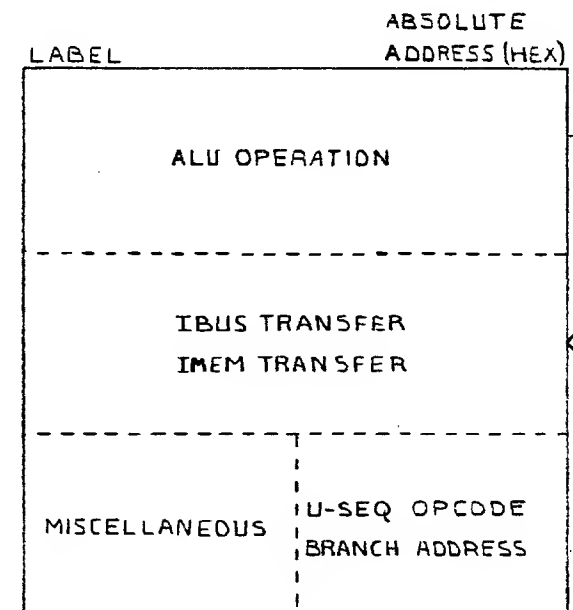 ABSOLUTE
LABEL ADDRESS (HEX)
ALU OPERATION
IBUS TRANSFER
IMEM TRANSFER
MISCELLANEOUS
U-SEQ OPCODE
BRANCH ADDRESS